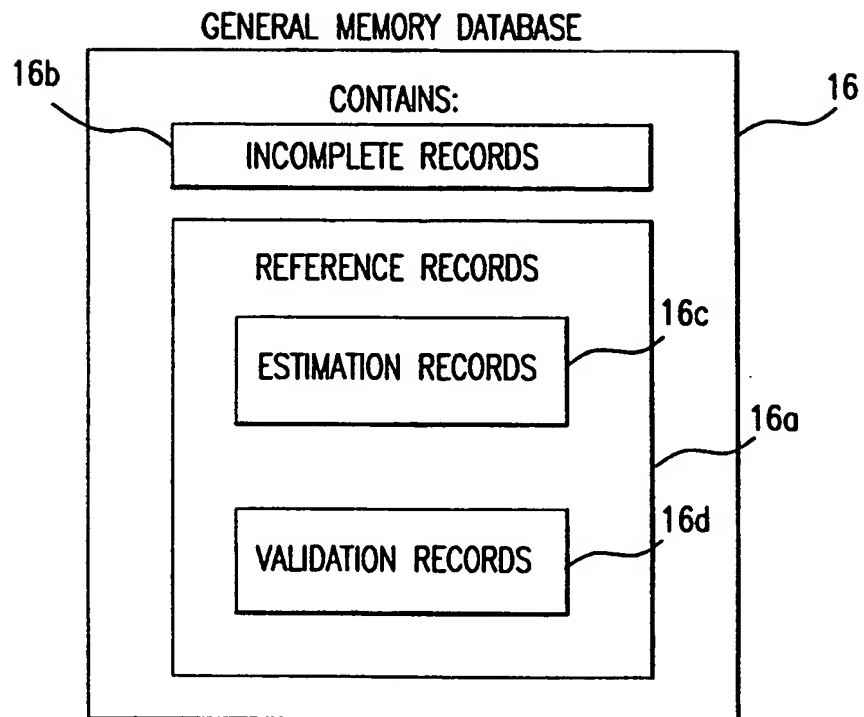 GENERAL MEMORY DATABASE
16b
16
CONTAINS:
INCOMPLETE RECORDS
REFERENCE RECORDS
16c
ESTIMATION RECORDS
16a
16d
VALIDATION RECORDS